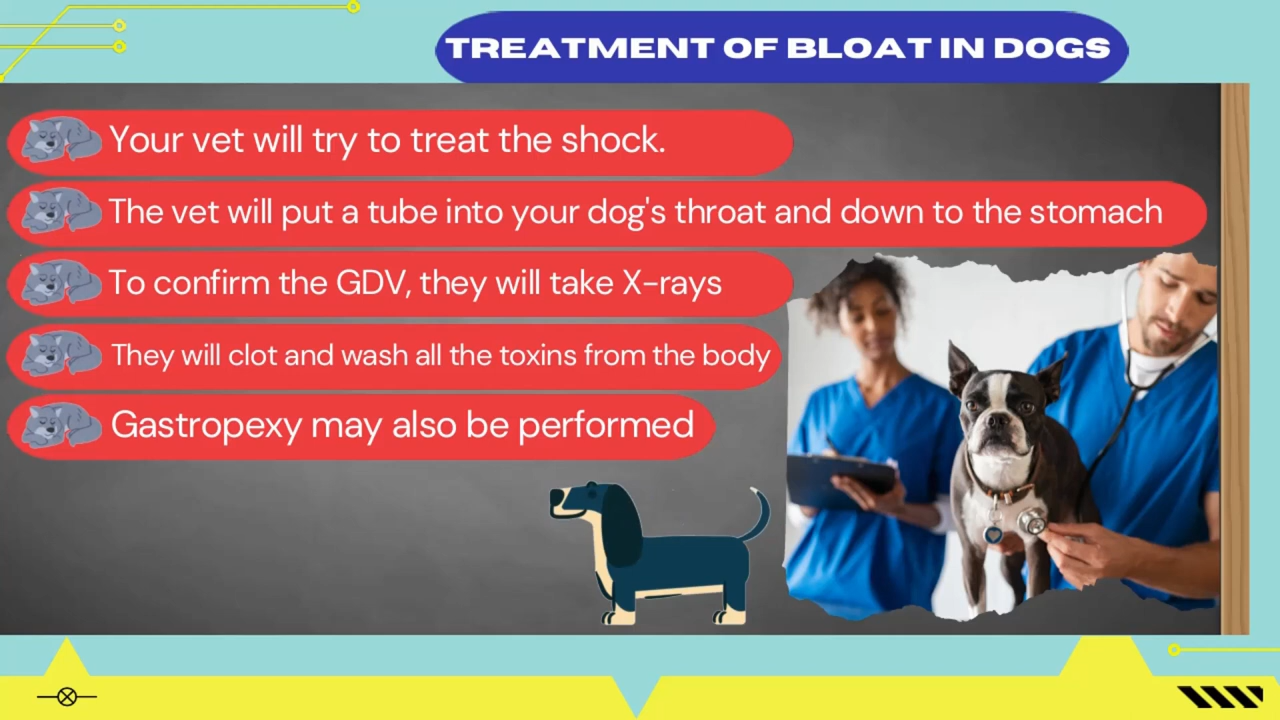 TREATMENT OF BLOAT IN DOGS
Your vet will try to treat the shock.
The vet will put a tube into your dog's throat and down to the stomach
To confirm the GDV, they will take X-rays
They will clot and wash all the toxins from the body
Gastropexy may also be performed